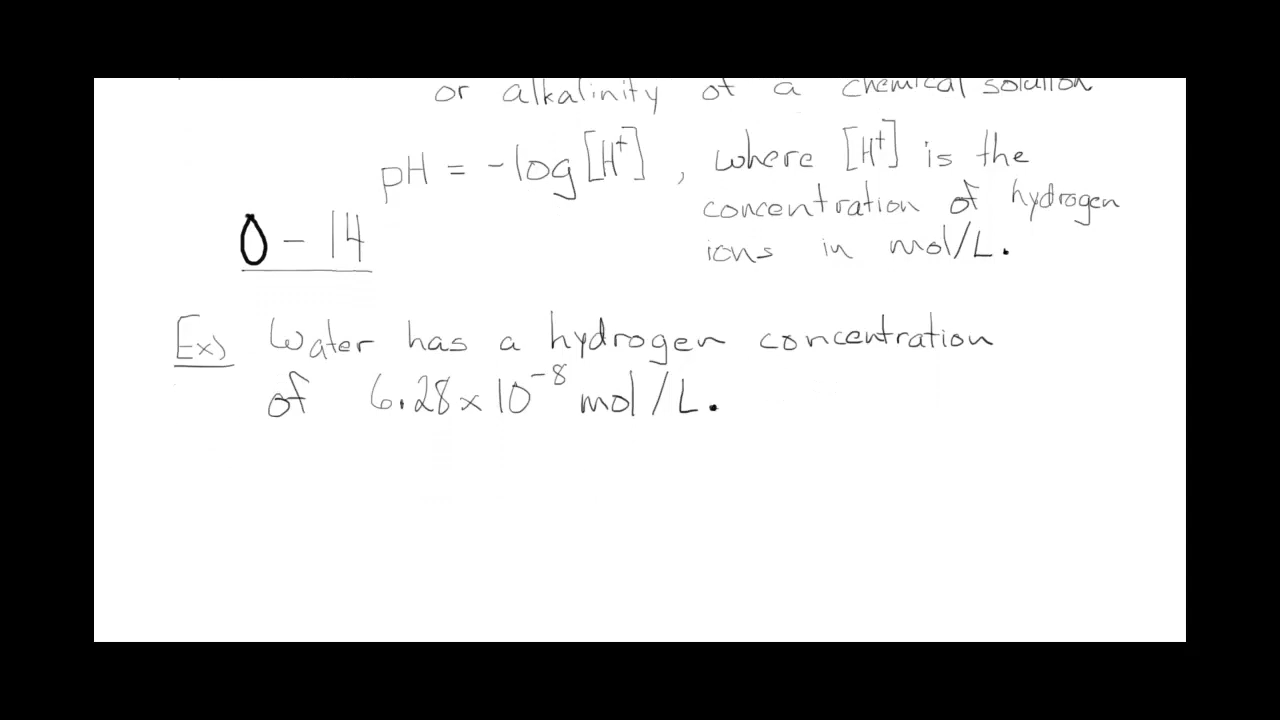 or alkalinity of a chemical solution
pH = -log [H⁺] , where [H⁺] is the
concentration of hydrogen
0 - 14
ions in mol/L.
Ex) Water has a hydrogen concentration
of 6.28 x 10⁻⁸ mol/L.